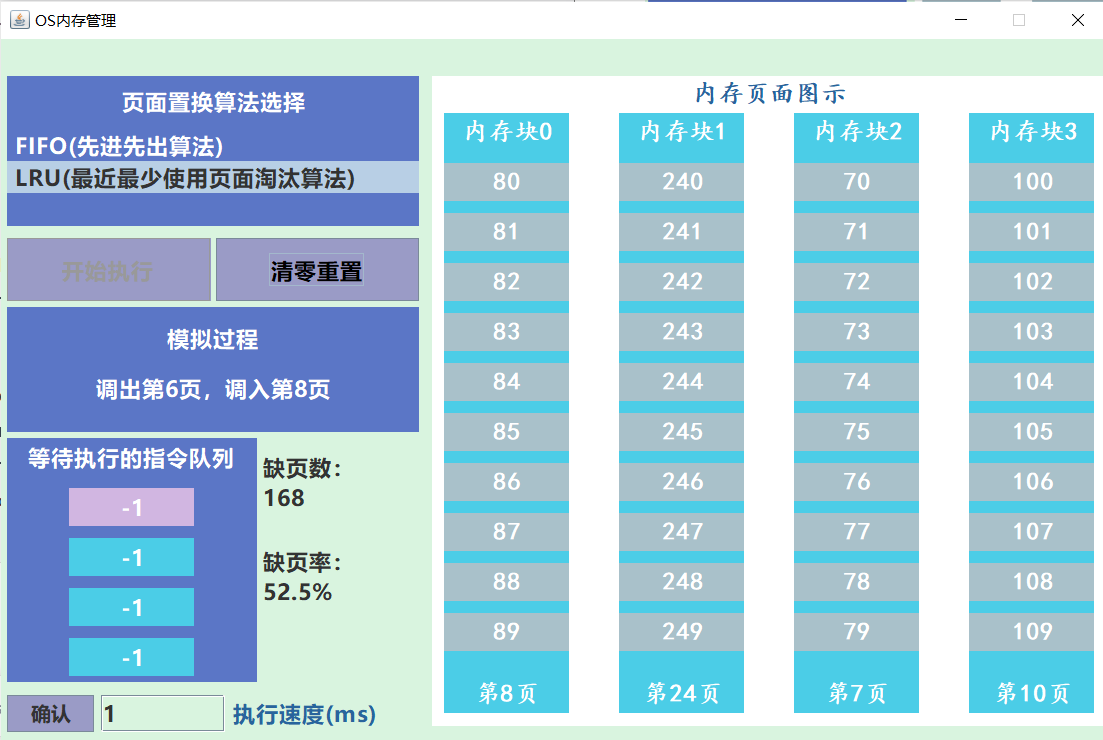 OS内存管理
页面置换算法选择
FIFO(先进先出算法)
LRU(最近最少使用页面淘汰算法)
开始执行 清零重置
模拟过程
调出第6页，调入第8页
等待执行的指令队列
-1
-1
-1
-1
缺页数：
168
缺页率：
52.5%
确认 1 执行速度(ms)
内存页面图示
内存块0 内存块1 内存块2 内存块3
80 240 70 100
81 241 71 101
82 242 72 102
83 243 73 103
84 244 74 104
85 245 75 105
86 246 76 106
87 247 77 107
88 248 78 108
89 249 79 109
第8页 第24页 第7页 第10页